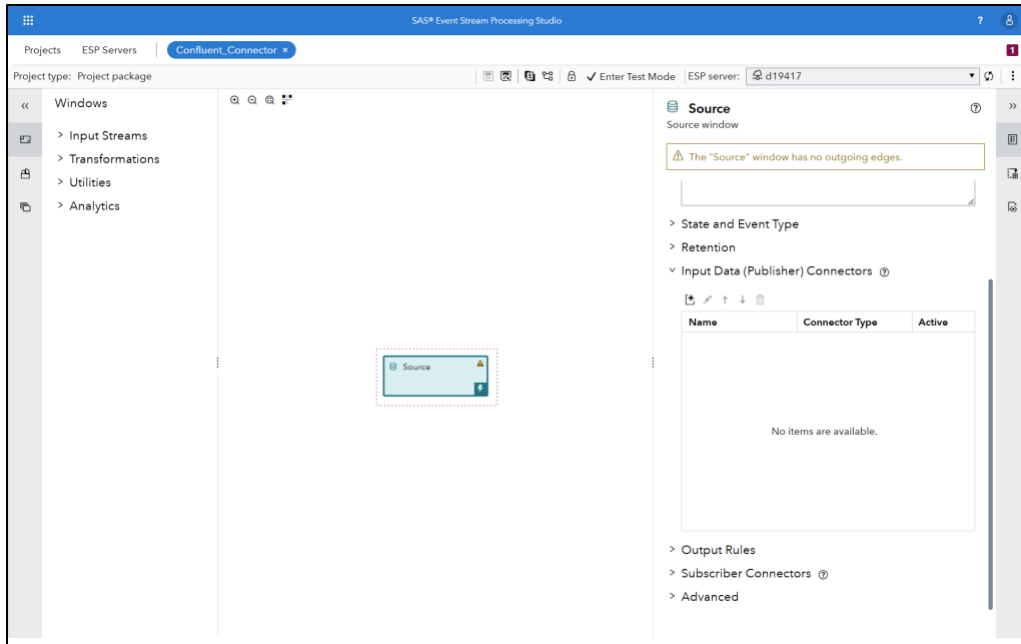 SAS® Event Stream Processing Studio
?
Projects ESP Servers Confluent_Connector ×
1
Project type: Project package
Enter Test Mode ESP server: d19417
Windows
> Input Streams
> Transformations
> Utilities
> Analytics
Source
Source
Source window
The "Source" window has no outgoing edges.
> State and Event Type
> Retention
Input Data (Publisher) Connectors
Name Connector Type Active
No items are available.
> Output Rules
> Subscriber Connectors
> Advanced